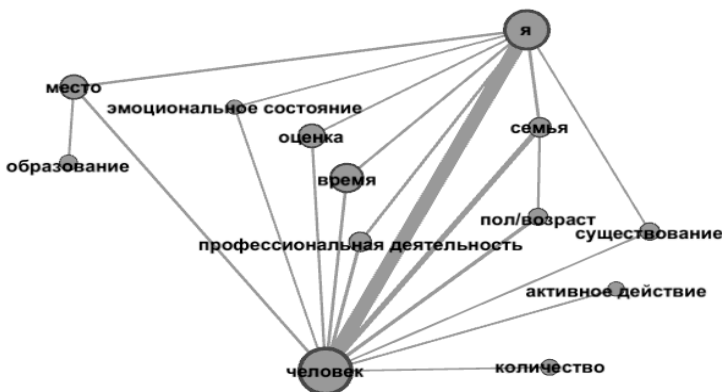 я
место
эмоциональное состояние
семья
оценка
образование
время
пол/возраст
существование
профессиональная деятельность
активное действие
человек
количество